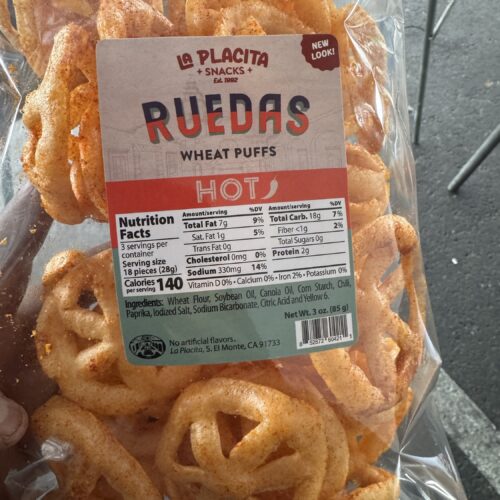 LA PLACITA
SNACKS
Est. 1982
NEW
LOOK!
RUEDAS
WHEAT PUFFS
HOT
Nutrition
Facts
3 servings per
container
Serving size
18 pieces (28g)
Calories
per serving 140
Amount/serving %DV
Total Fat 7g 9%
Sat. Fat 1g 5%
Trans Fat 0g
Cholesterol 0mg 0%
Sodium 330mg 14%
Amount/serving %DV
Total Carb. 18g 7%
Fiber <1g 2%
Total Sugars 0g
Protein 2g
Vitamin D 0% • Calcium 0% • Iron 2% • Potassium 0%
Ingredients: Wheat Flour, Soybean Oil, Canola Oil, Corn Starch, Chili,
Paprika, Iodized Salt, Sodium Bicarbonate, Citric Acid and Yellow 6.
Net Wt. 3 oz. (85 g)
No artificial flavors.
La Placita, S. El Monte, CA 91733